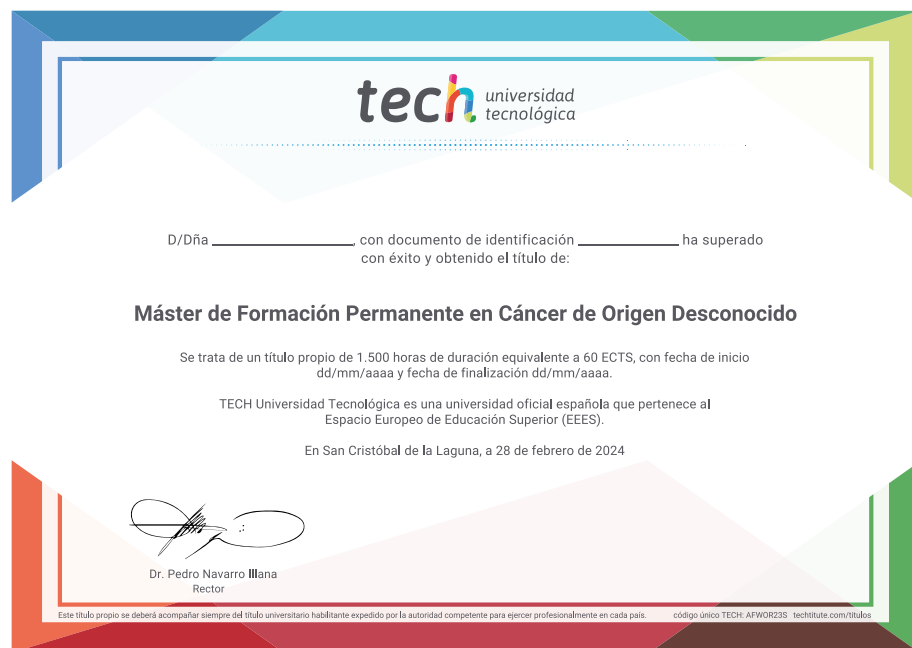 tech universidad
tecnológica
D/Dña ______________, con documento de identificación ______________ ha superado
con éxito y obtenido el título de:
Máster de Formación Permanente en Cáncer de Origen Desconocido
Se trata de un título propio de 1.500 horas de duración equivalente a 60 ECTS, con fecha de inicio
dd/mm/aaaa y fecha de finalización dd/mm/aaaa.
TECH Universidad Tecnológica es una universidad oficial española que pertenece al
Espacio Europeo de Educación Superior (EEES).
En San Cristóbal de la Laguna, a 28 de febrero de 2024
Dr. Pedro Navarro Illana
Rector
Este título propio se deberá acompañar siempre del título universitario habilitante expedido por la autoridad competente para ejercer profesionalmente en cada país. código único TECH: AFWOR23S techtitute.com/titulos